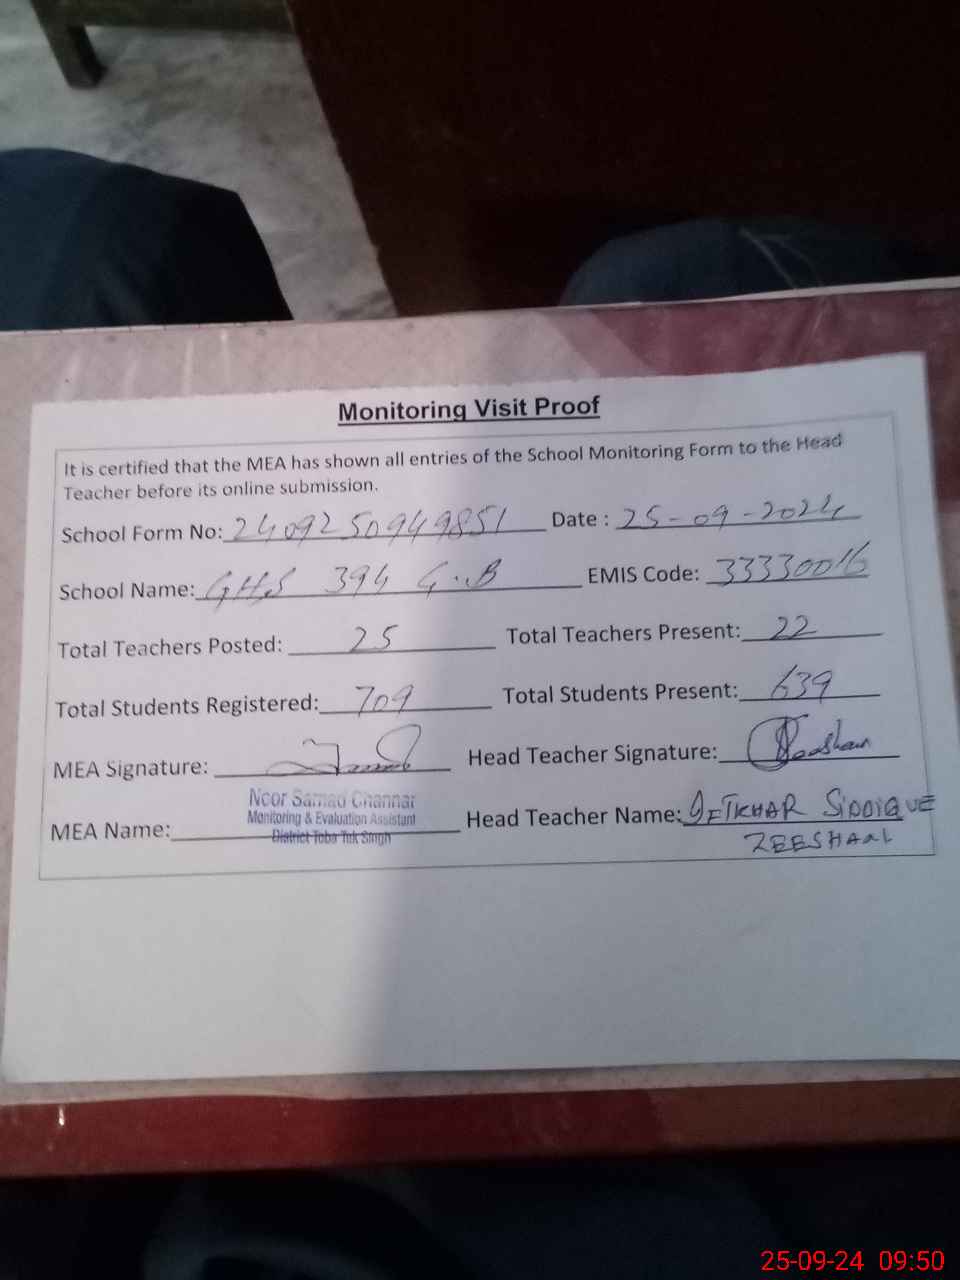 Monitoring Visit Proof
It is certified that the MEA has shown all entries of the School Monitoring Form to the Head
Teacher before its online submission.
School Form No: 2409250949851 Date : 25-09-2024
School Name: GHS 394 G.B EMIS Code: 33330016
Total Teachers Posted: 25 Total Teachers Present: 22
Total Students Registered: 709 Total Students Present: 639
MEA Signature: Head Teacher Signature: Zeeshan
Noor Samad Channar
Monitoring & Evaluation Assistant
MEA Name: District Toba Tek Singh Head Teacher Name: IFTKHAR SIDDIQUE
ZEESHAN
25-09-24 09:50